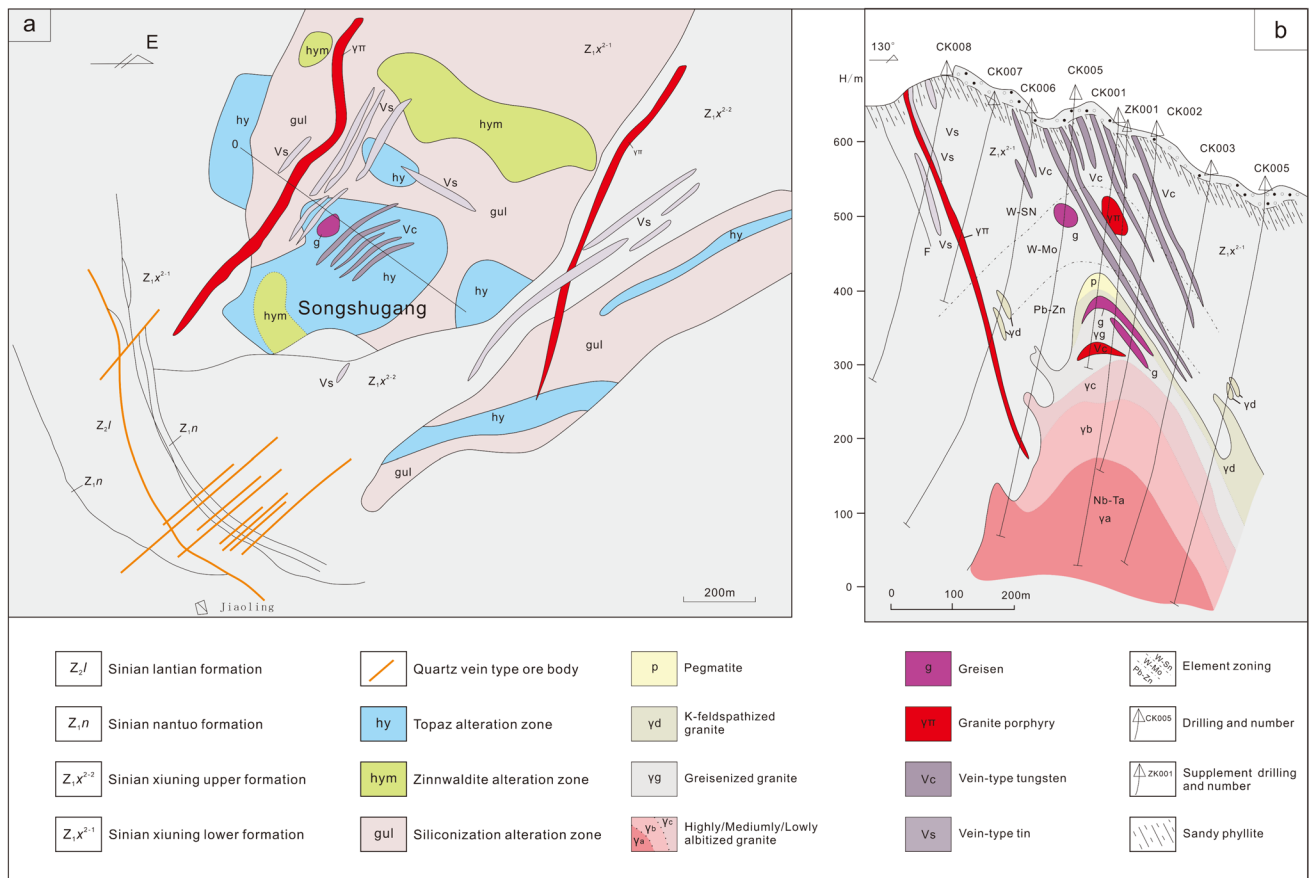 a
E
hym
γπ
Z₁x²⁻¹
hy
gul
Vs
hym
Z₁x²⁻²
0
Vs
hy
Vs
γπ
gul
Vs
g
Vc
hy
hy
hy
Songshugang
hym
Z₁x²⁻¹
gul
Vs
Z₁x²⁻²
Z₂l
Z₁n
hy
Z₁n
gul
Jiaoling
200m
b
130°
CK008
CK007
CK006
CK005
CK001
ZK001
CK002
CK003
CK005
H/m
600
500
400
300
200
100
0
Vs
Vs
Z₁x²⁻¹
Vc
Vc
Vc
W-SN
g
γπ
γπ
F
Vs
W-Mo
Z₁x²⁻¹
p
Pb-Zn
γd
g
γg
Vc
g
γc
γd
γb
γd
Nb-Ta
γa
0
100
200m
Z₂l Sinian lantian formation
Quartz vein type ore body
p Pegmatite
g Greisen
W-Sn
W-Mo
Pb-Zn
Element zoning
Z₁n Sinian nantuo formation
hy Topaz alteration zone
γd K-feldspathized
granite
γπ Granite porphyry
CK005 Drilling and number
Z₁x²⁻² Sinian xiuning upper formation
hym Zinnwaldite alteration zone
γg Greisenized granite
Vc Vein-type tungsten
ZK001 Supplement drilling
and number
Z₁x²⁻¹ Sinian xiuning lower formation
gul Siliconization alteration zone
γa γb γc Highly/Mediumly/Lowly
albitized granite
Vs Vein-type tin
Sandy phyllite